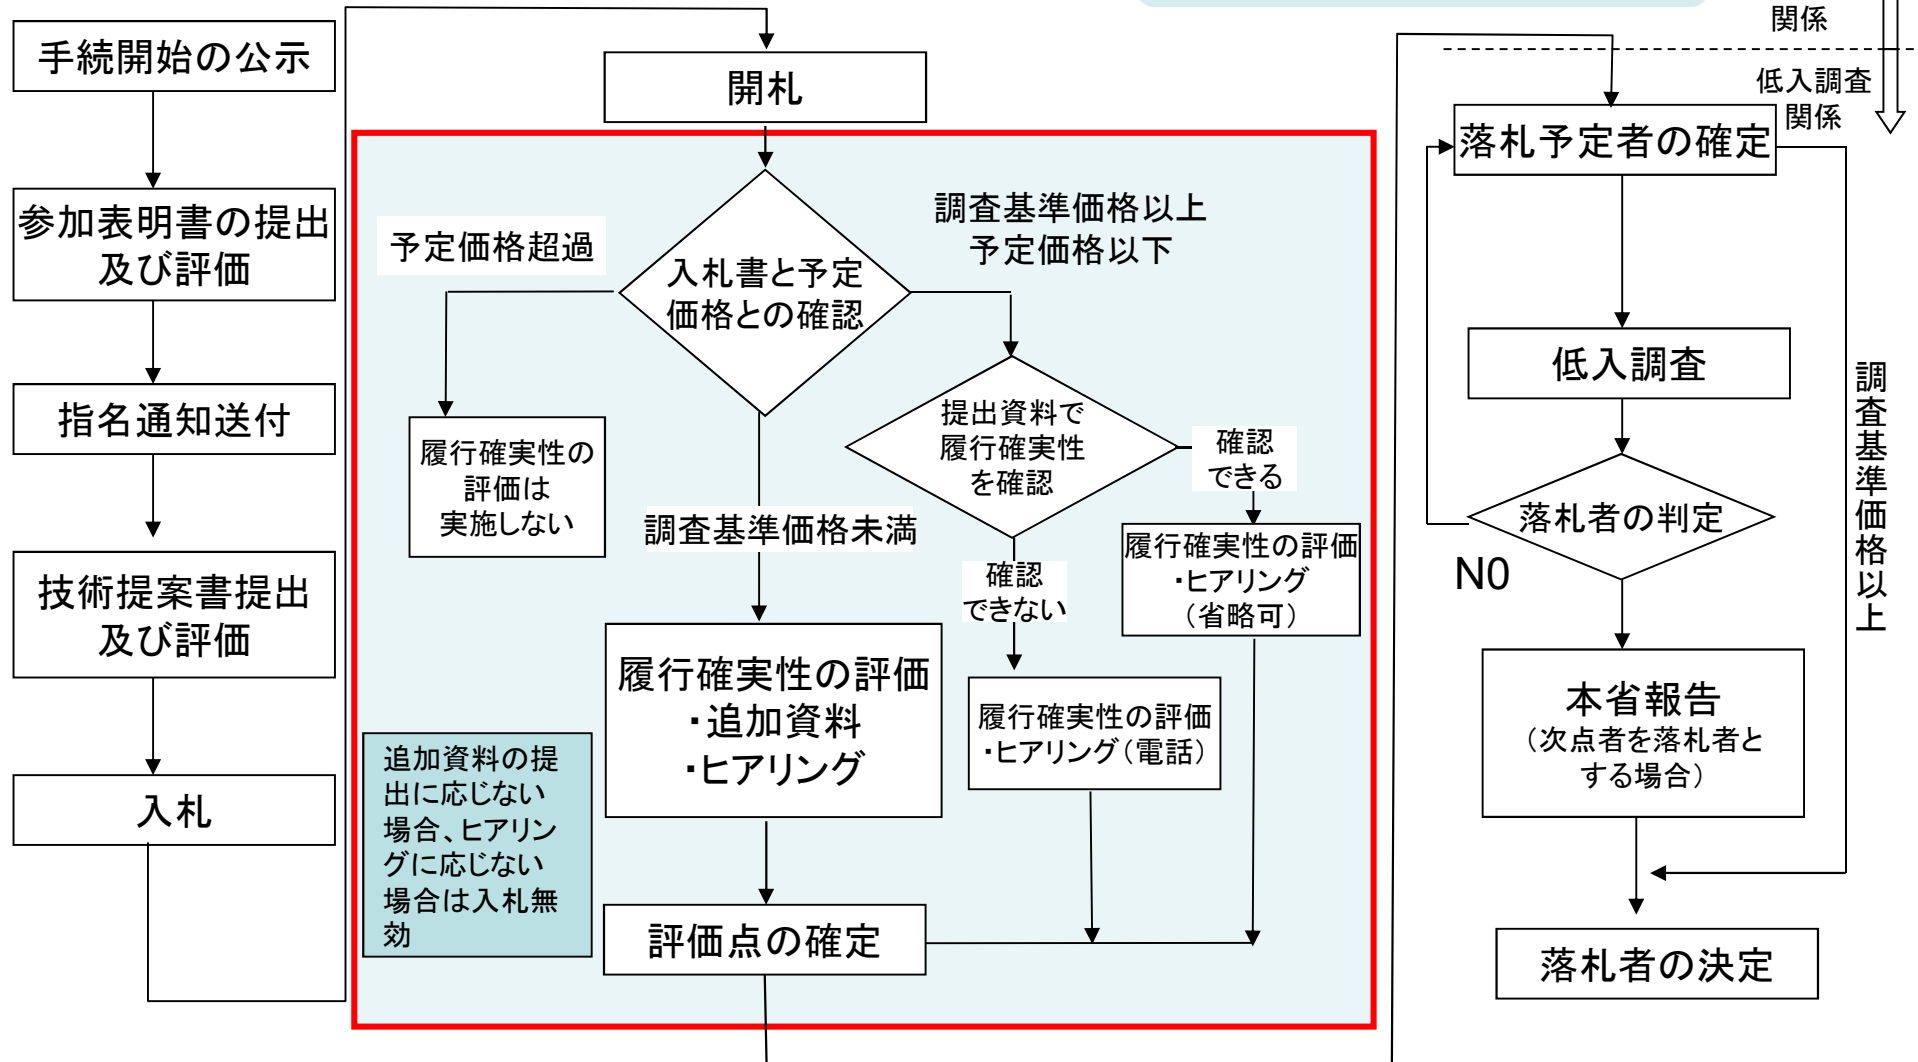 手続開始の公示
参加表明書の提出
及び評価
指名通知送付
技術提案書提出
及び評価
入札
開札
入札書と予定
価格との確認
予定価格超過
調査基準価格以上
予定価格以下
履行確実性の
評価は
実施しない
調査基準価格未満
提出資料で
履行確実性
を確認
確認
できる
確認
できない
履行確実性の評価
・ヒアリング
（省略可）
履行確実性の評価
・追加資料
・ヒアリング
履行確実性の評価
・ヒアリング（電話）
追加資料の提
出に応じない
場合、ヒアリン
グに応じない
場合は入札無
効
評価点の確定
関係
低入調査
関係
落札予定者の確定
低入調査
落札者の判定
N0
調査基準価格以上
本省報告
（次点者を落札者と
する場合）
落札者の決定